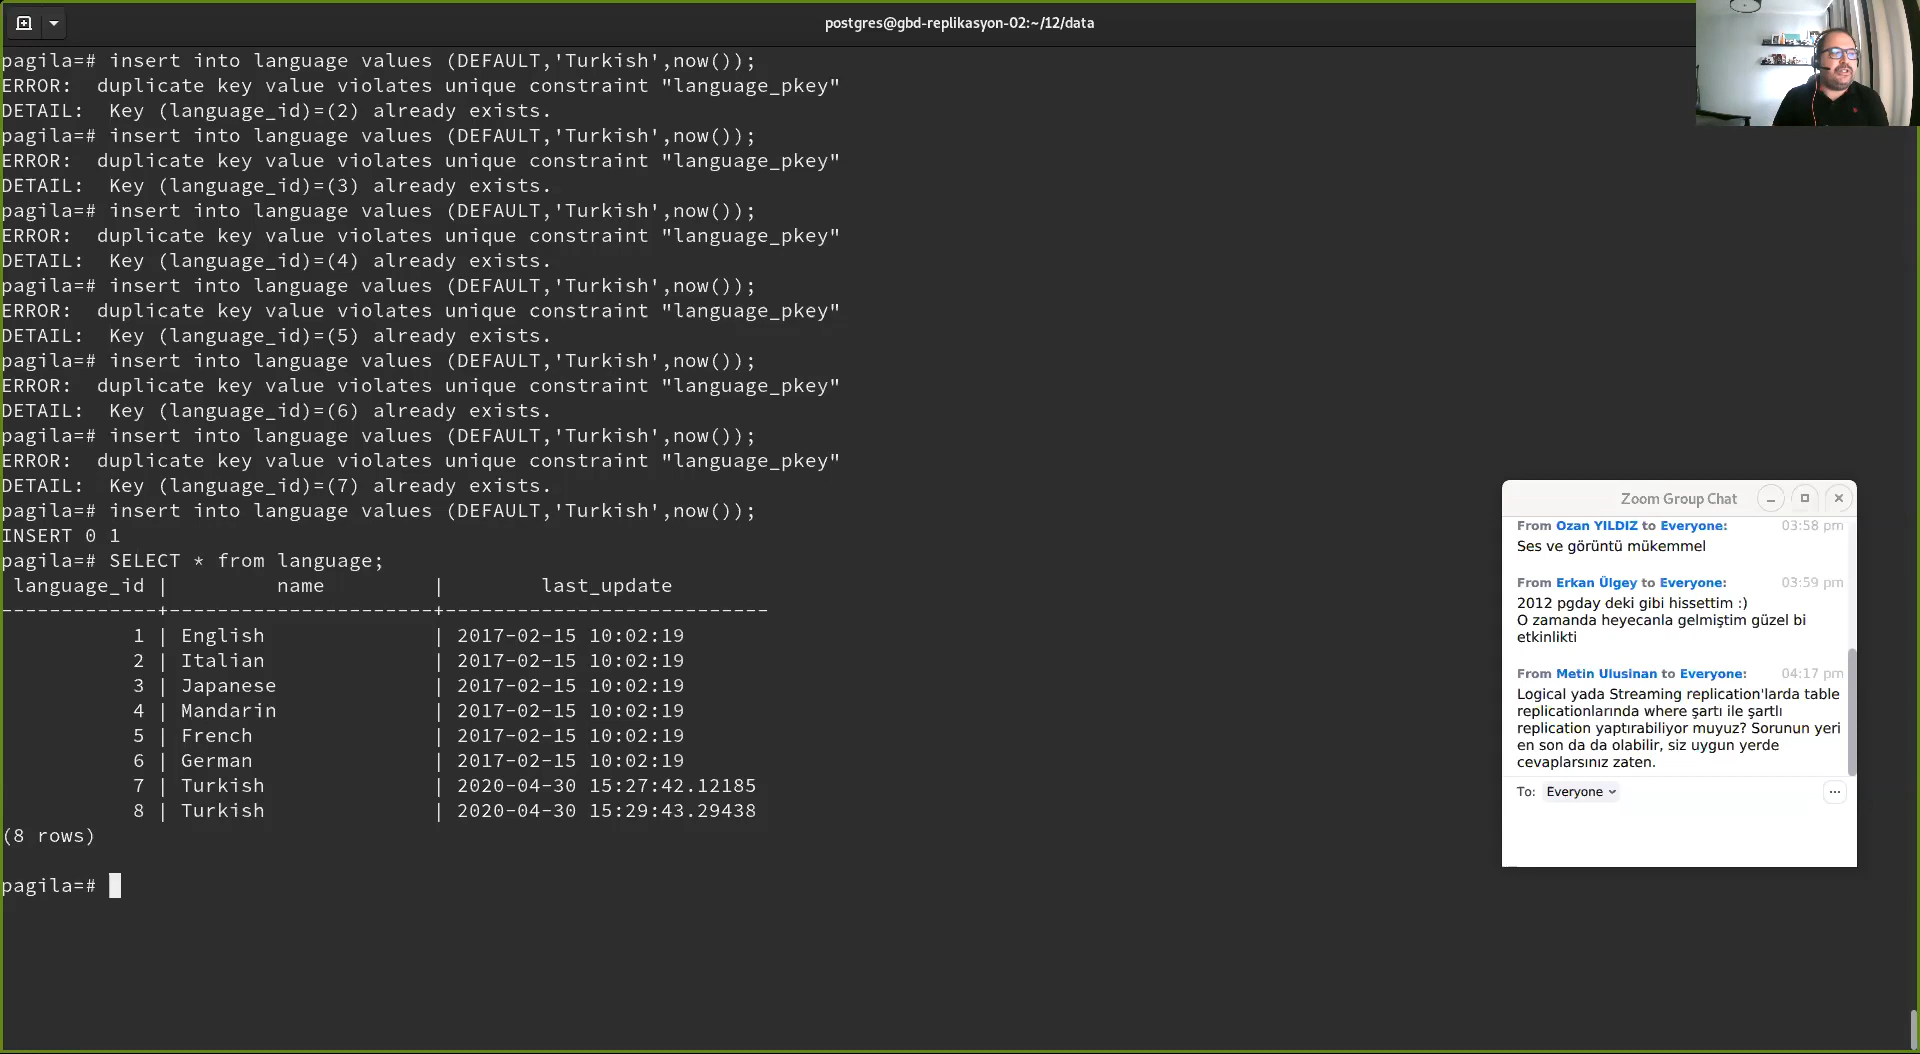 postgres@gbd-replikasyon-02:~/12/data
pagila=# insert into language values (DEFAULT,'Turkish',now());
ERROR:  duplicate key value violates unique constraint "language_pkey"
DETAIL:  Key (language_id)=(2) already exists.
pagila=# insert into language values (DEFAULT,'Turkish',now());
ERROR:  duplicate key value violates unique constraint "language_pkey"
DETAIL:  Key (language_id)=(3) already exists.
pagila=# insert into language values (DEFAULT,'Turkish',now());
ERROR:  duplicate key value violates unique constraint "language_pkey"
DETAIL:  Key (language_id)=(4) already exists.
pagila=# insert into language values (DEFAULT,'Turkish',now());
ERROR:  duplicate key value violates unique constraint "language_pkey"
DETAIL:  Key (language_id)=(5) already exists.
pagila=# insert into language values (DEFAULT,'Turkish',now());
ERROR:  duplicate key value violates unique constraint "language_pkey"
DETAIL:  Key (language_id)=(6) already exists.
pagila=# insert into language values (DEFAULT,'Turkish',now());
ERROR:  duplicate key value violates unique constraint "language_pkey"
DETAIL:  Key (language_id)=(7) already exists.
pagila=# insert into language values (DEFAULT,'Turkish',now());
INSERT 0 1
pagila=# SELECT * from language;
 language_id |         name         |        last_update
-------------+----------------------+---------------------------
           1 | English              | 2017-02-15 10:02:19
           2 | Italian              | 2017-02-15 10:02:19
           3 | Japanese             | 2017-02-15 10:02:19
           4 | Mandarin             | 2017-02-15 10:02:19
           5 | French               | 2017-02-15 10:02:19
           6 | German               | 2017-02-15 10:02:19
           7 | Turkish              | 2020-04-30 15:27:42.12185
           8 | Turkish              | 2020-04-30 15:29:43.29438
(8 rows)
pagila=#
Zoom Group Chat
From Ozan YILDIZ to Everyone: 03:58 pm
Ses ve görüntü mükemmel
From Erkan Ülgey to Everyone: 03:59 pm
2012 pgday deki gibi hissettim :)
O zamanda heyecanla gelmiştim güzel bi
etkinlikti
From Metin Ulusinan to Everyone: 04:17 pm
Logical yada Streaming replication'larda table
replicationlarında where şartı ile şartlı
replication yaptırabiliyor muyuz? Sorunun yeri
en son da da olabilir, siz uygun yerde
cevaplarsınız zaten.
To: Everyone